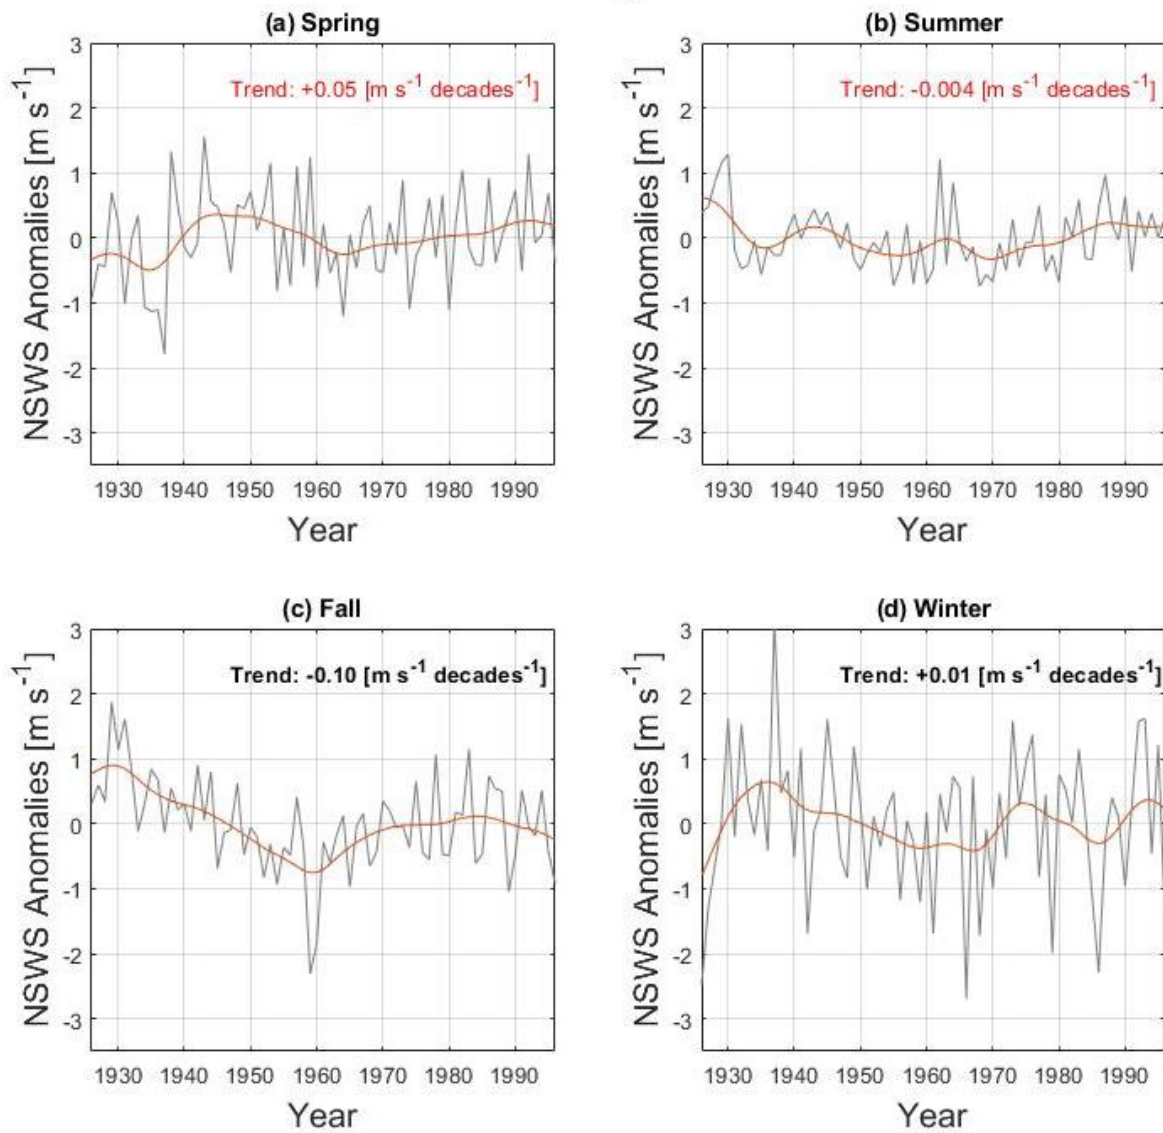 (a) Spring
NSWS Anomalies [m s⁻¹]
3
2
1
0
-1
-2
-3
Trend: +0.05 [m s⁻¹ decades⁻¹]
1930 1940 1950 1960 1970 1980 1990
Year
(b) Summer
NSWS Anomalies [m s⁻¹]
3
2
1
0
-1
-2
-3
Trend: -0.004 [m s⁻¹ decades⁻¹]
1930 1940 1950 1960 1970 1980 1990
Year
(c) Fall
NSWS Anomalies [m s⁻¹]
3
2
1
0
-1
-2
-3
Trend: -0.10 [m s⁻¹ decades⁻¹]
1930 1940 1950 1960 1970 1980 1990
Year
(d) Winter
NSWS Anomalies [m s⁻¹]
3
2
1
0
-1
-2
-3
Trend: +0.01 [m s⁻¹ decades⁻¹]
1930 1940 1950 1960 1970 1980 1990
Year